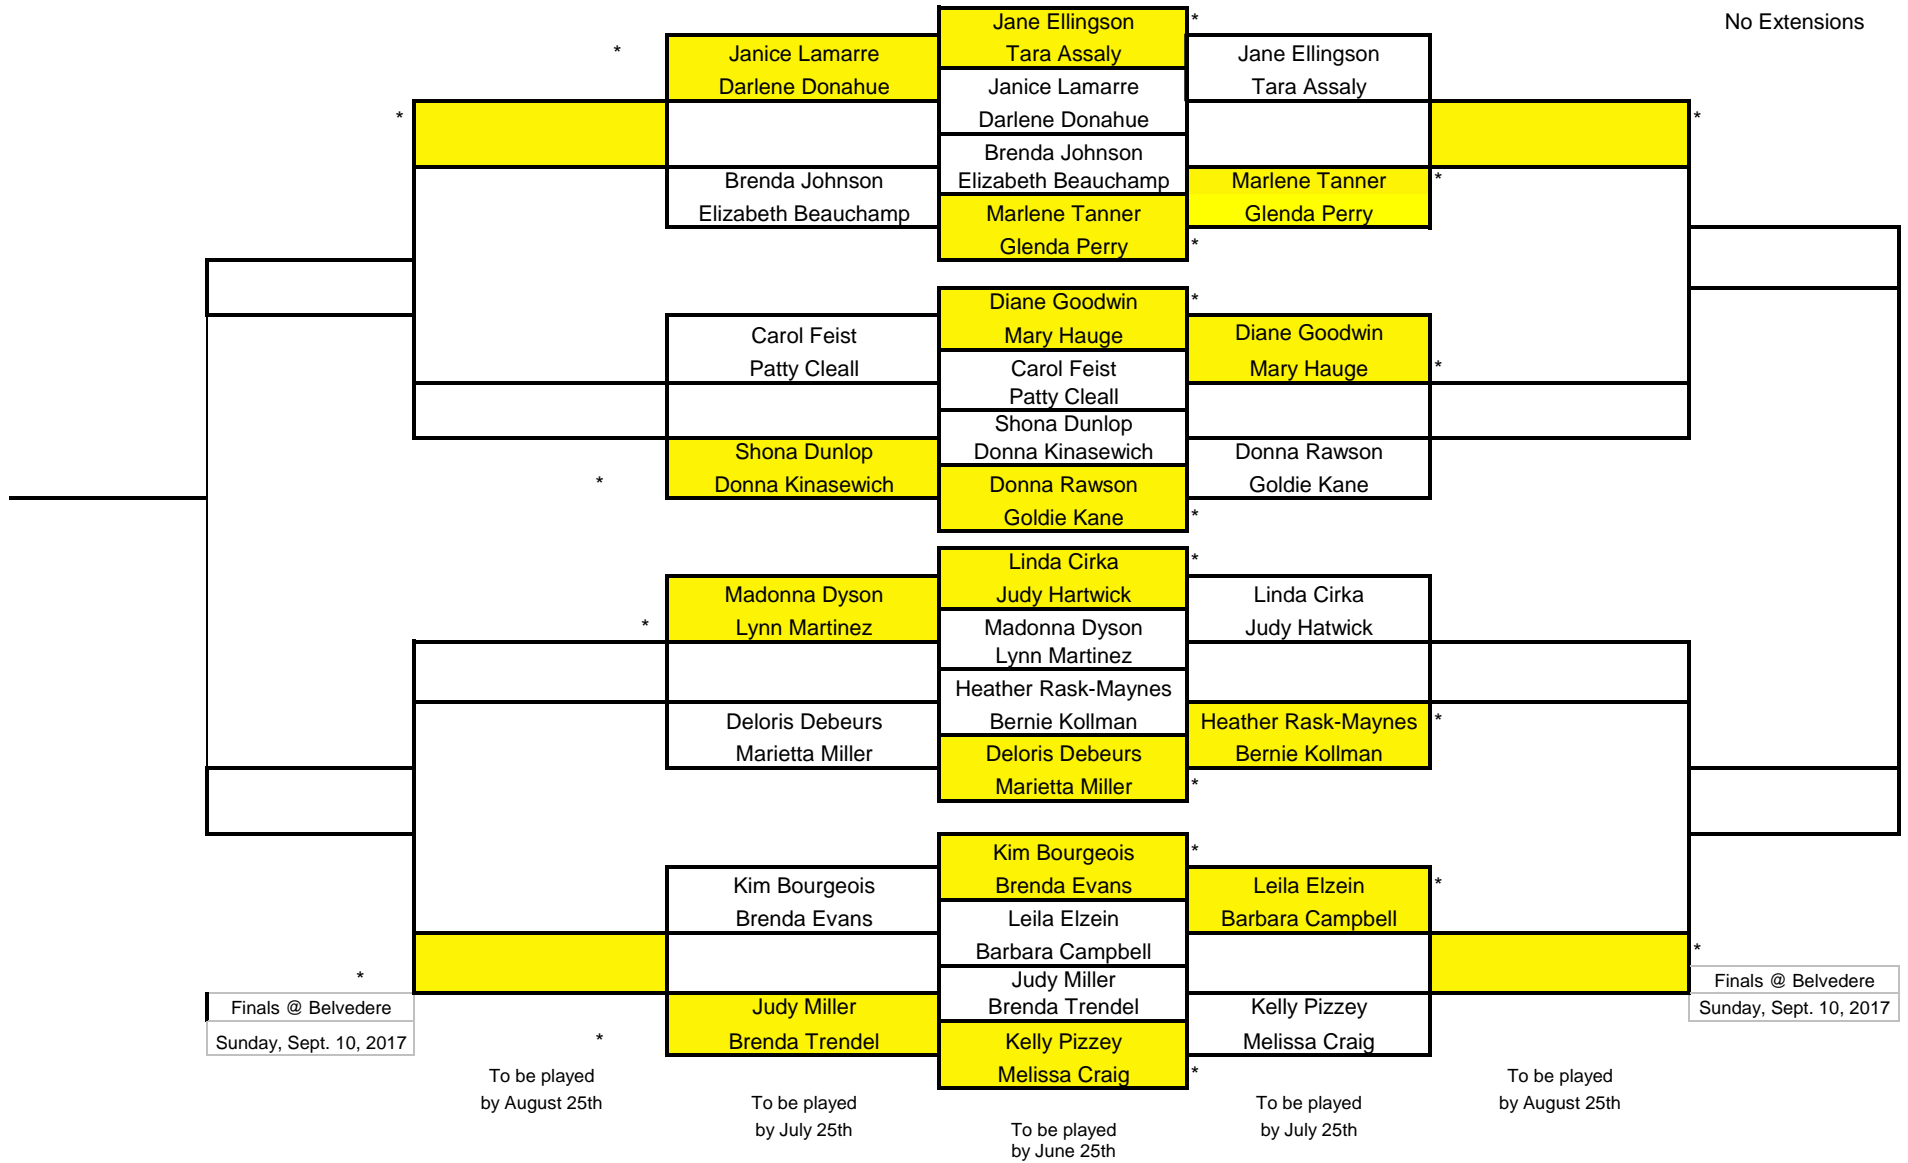 No Extensions
*
*
Janice Lamarre
Darlene Donahue
Brenda Johnson
Elizabeth Beauchamp
Carol Feist
Patty Cleall
Shona Dunlop
*
Donna Kinasewich
Madonna Dyson
*
Lynn Martinez
Deloris Debeurs
Marietta Miller
Kim Bourgeois
Brenda Evans
*
Judy Miller
*
Brenda Trendel
Finals @ Belvedere
Sunday, Sept. 10, 2017
To be played
by August 25th
To be played
by July 25th
Jane Ellingson
*
Tara Assaly
Janice Lamarre
Darlene Donahue
Brenda Johnson
Elizabeth Beauchamp
Marlene Tanner
Glenda Perry
*
Diane Goodwin
*
Mary Hauge
Carol Feist
Patty Cleall
Shona Dunlop
Donna Kinasewich
Donna Rawson
Goldie Kane
*
Linda Cirka
*
Judy Hartwick
Madonna Dyson
Lynn Martinez
Heather Rask-Maynes
Bernie Kollman
Deloris Debeurs
Marietta Miller
*
Kim Bourgeois
*
Brenda Evans
Leila Elzein
Barbara Campbell
Judy Miller
Brenda Trendel
Kelly Pizzey
Melissa Craig
*
To be played
by June 25th
Jane Ellingson
Tara Assaly
Marlene Tanner
*
Glenda Perry
Diane Goodwin
Mary Hauge
*
Donna Rawson
Goldie Kane
Linda Cirka
Judy Hatwick
Heather Rask-Maynes
*
Bernie Kollman
Leila Elzein
*
Barbara Campbell
Kelly Pizzey
Melissa Craig
To be played
by July 25th
*
*
To be played
by August 25th
Finals @ Belvedere
Sunday, Sept. 10, 2017